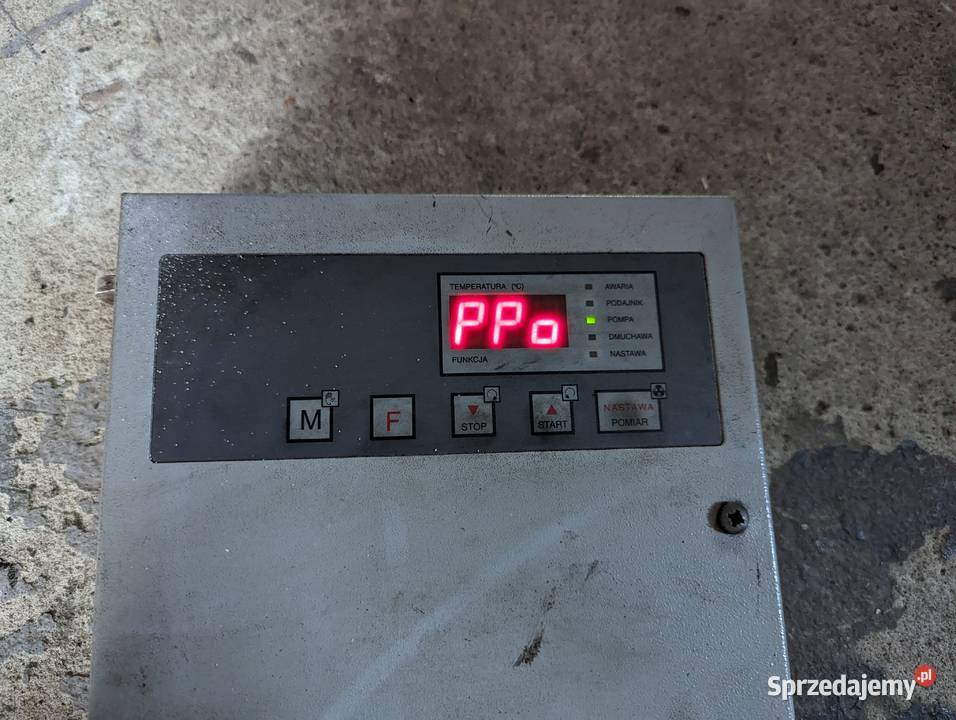 TEMPERATURA (°C)
AWARIA
PODAJNIK
PPo
POMPA
DMUCHAWA
FUNKCJA
NASTAWA
M
F
STOP
START
NASTAWA
POMIAR
Sprzedajemy.pl